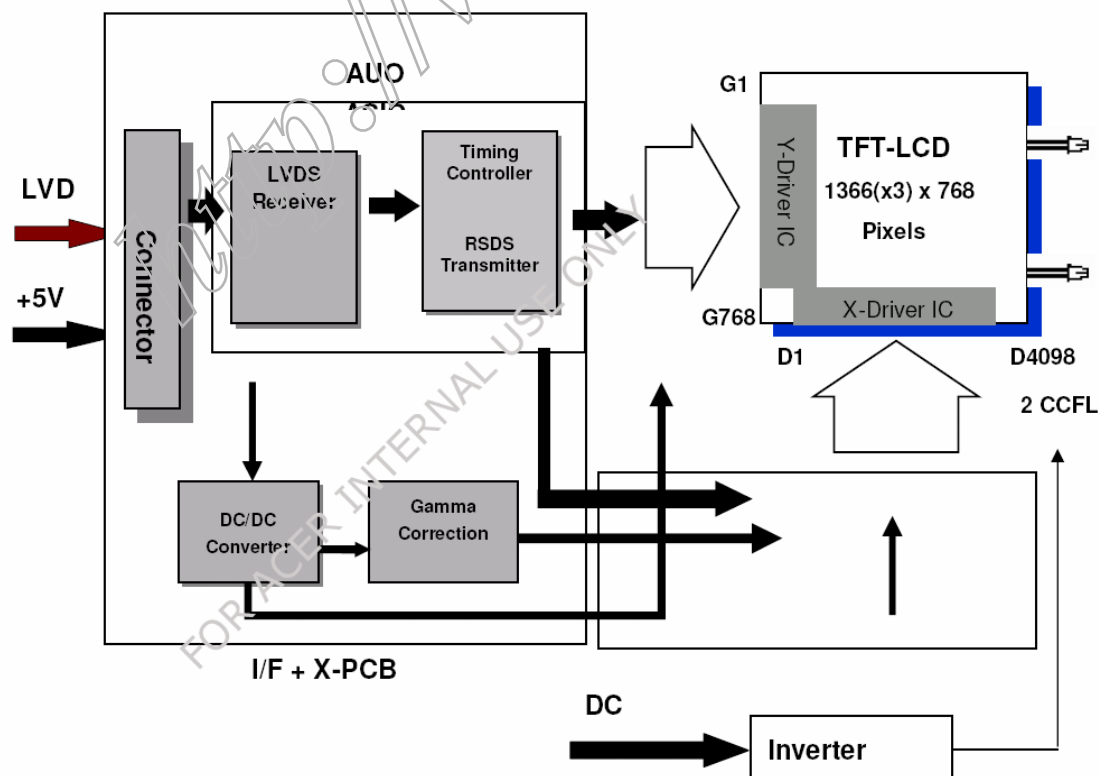 AUO
LVDS
Receiver
Timing
Controller
RSDS
Transmitter
LVD
+5V
Connector
G1
Y-Driver IC
TFT-LCD
1366(x3) x 768
Pixels
X-Driver IC
G768
D1
D4098
2 CCFL
DC/DC
Converter
Gamma
Correction
I/F + X-PCB
DC
Inverter
http://
FOR ACER INTERNAL USE ONLY